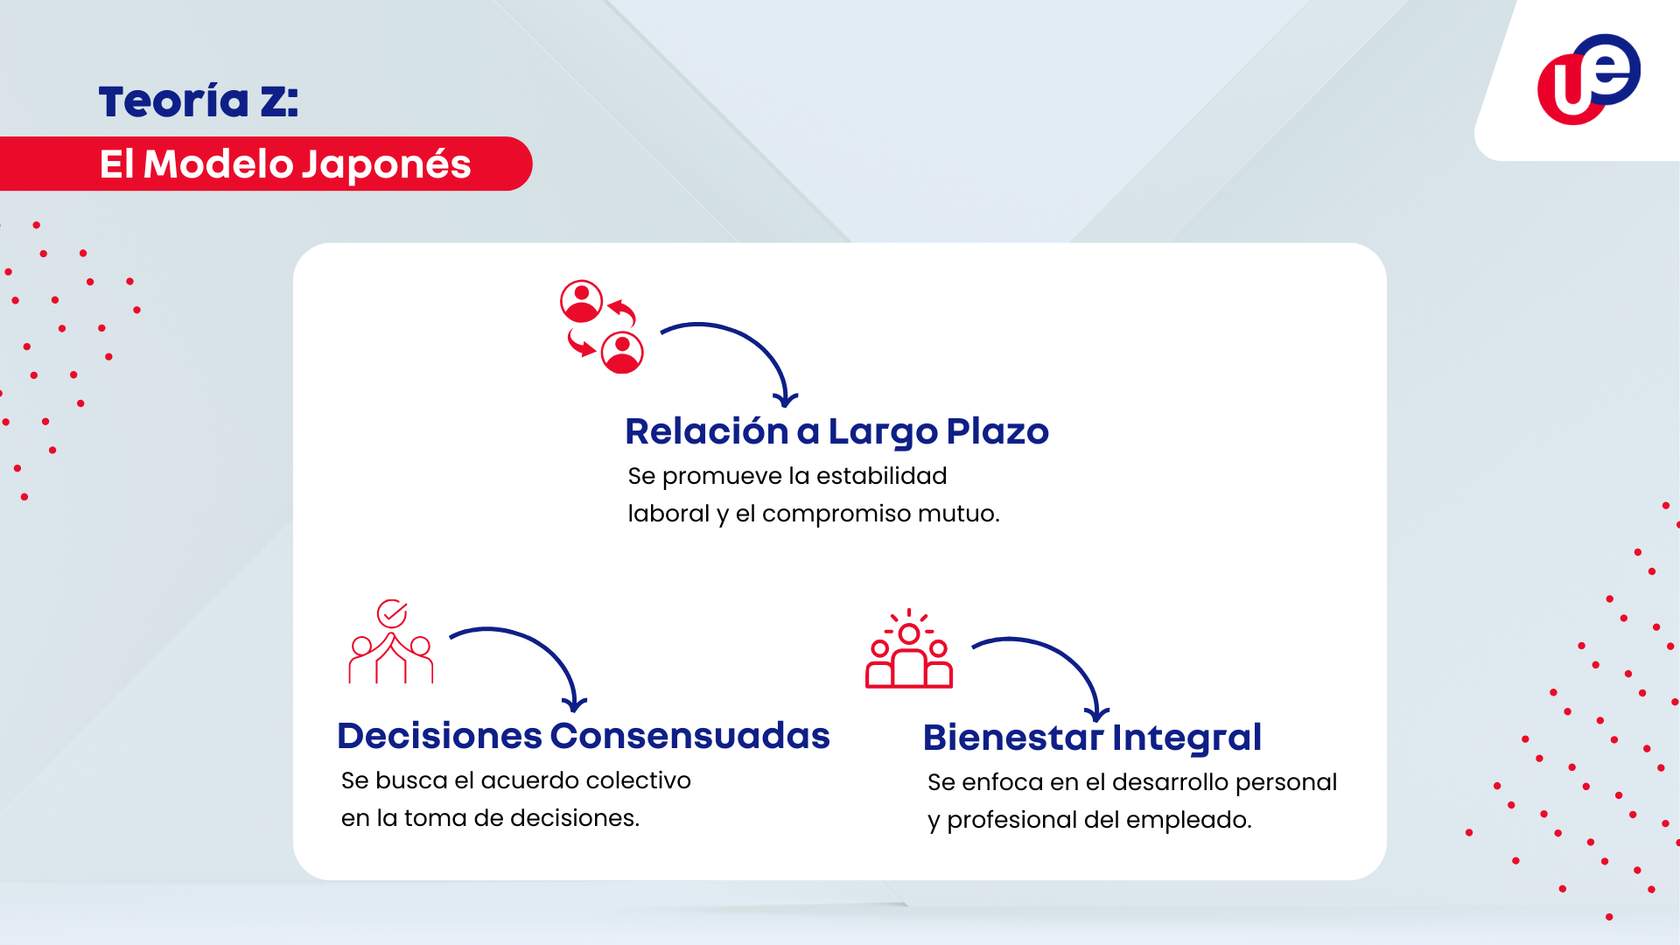 Teoría Z:
El Modelo Japonés
ue
Relación a Largo Plazo
Se promueve la estabilidad
laboral y el compromiso mutuo.
Decisiones Consensuadas
Se busca el acuerdo colectivo
en la toma de decisiones.
Bienestar Integral
Se enfoca en el desarrollo personal
y profesional del empleado.